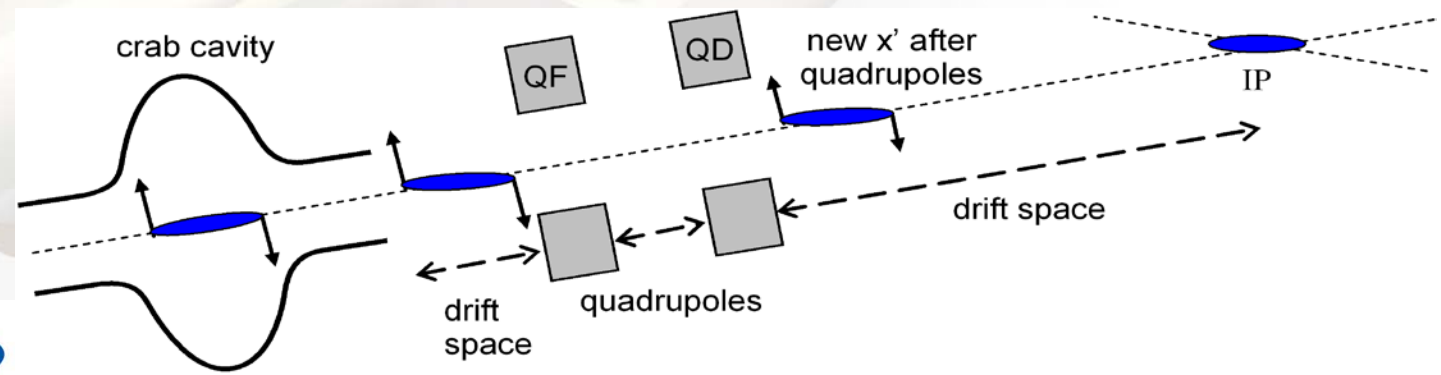 crab cavity
QF
QD
new x' after
quadrupoles
IP
drift space
quadrupoles
drift
space